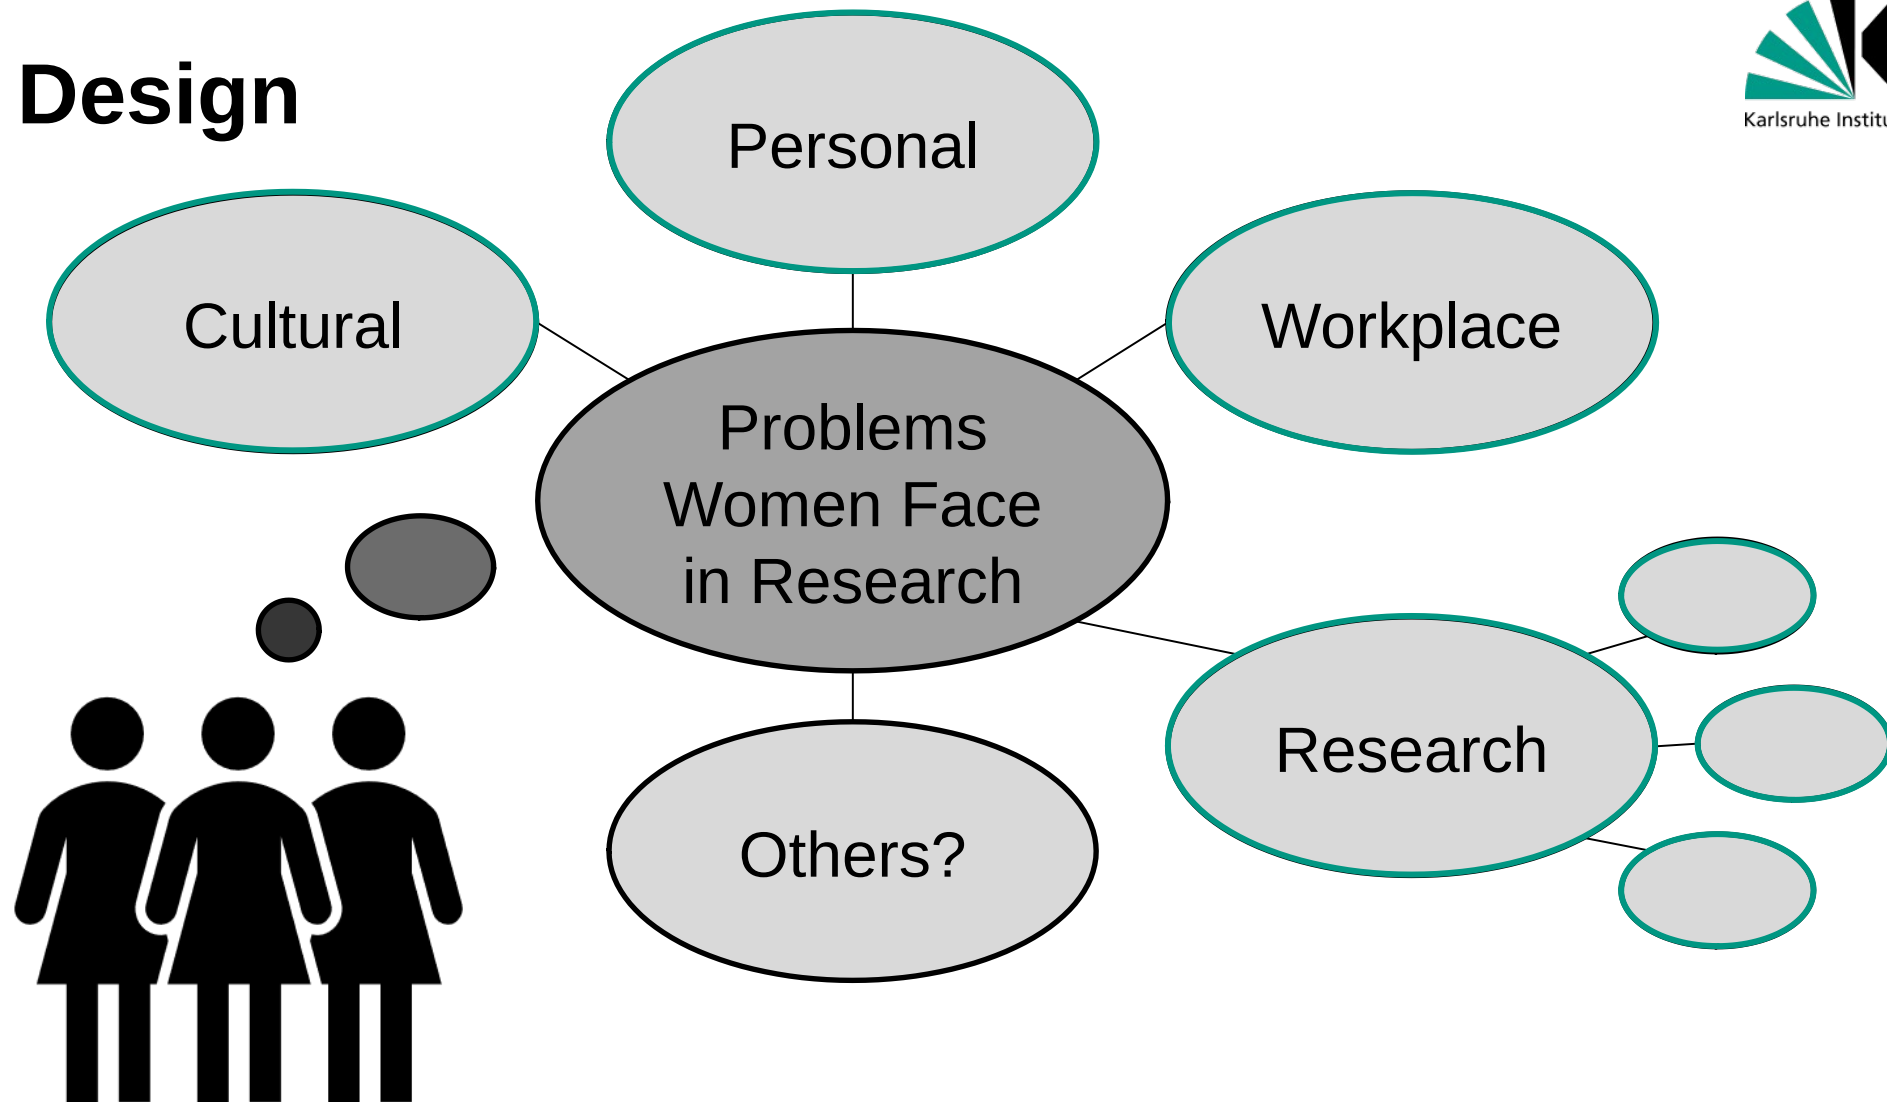 Design
Personal
Karlsruhe Institu
Cultural
Workplace
Problems
Women Face
in Research
Research
Others?